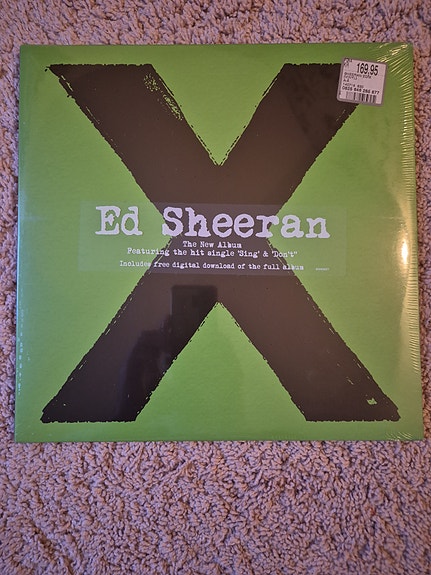 169,95
X
Ed Sheeran
The New Album
Featuring the hit single 'Sing' & 'Don't"
Includes free digital download of the full album